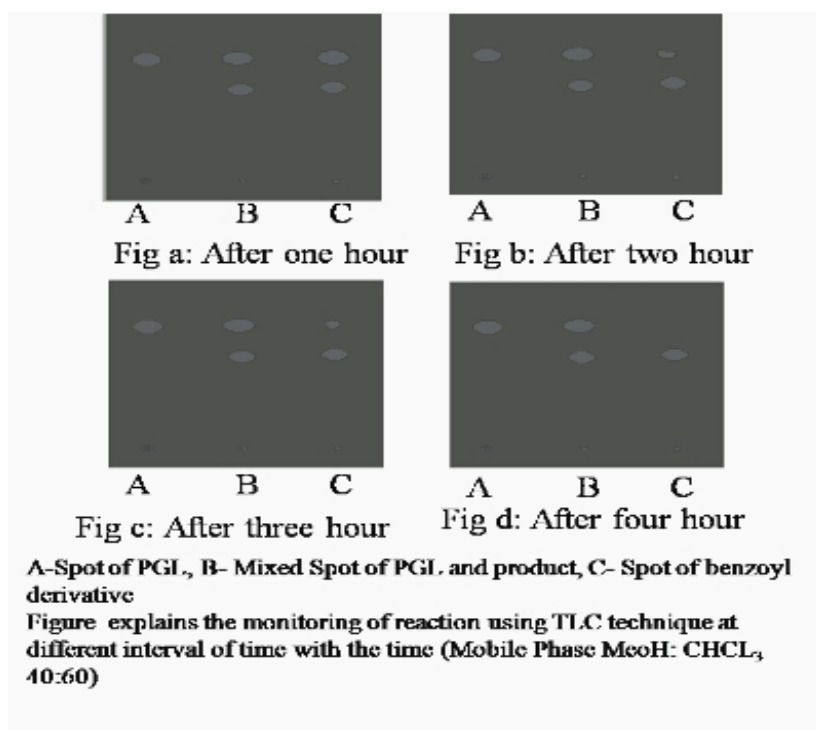 A B C
A B C
Fig a: After one hour
Fig b: After two hour
A B C
A B C
Fig c: After three hour
Fig d: After four hour
A-Spot of PGL, B- Mixed Spot of PGL and product, C- Spot of benzoyl
derivative
Figure explains the monitoring of reaction using TLC technique at
different interval of time with the time (Mobile Phase MeoH: CHCL₃
40:60)